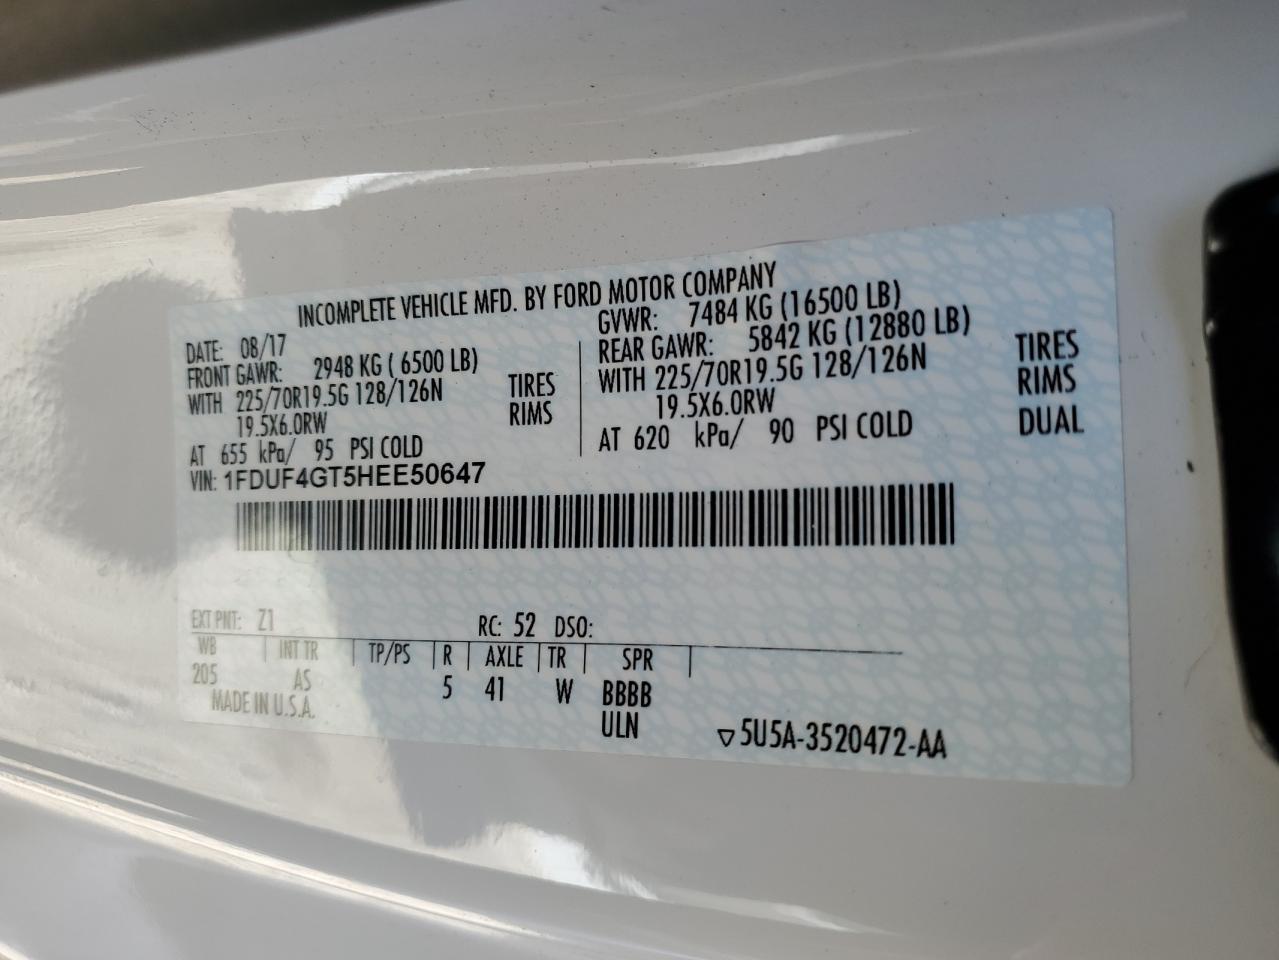 INCOMPLETE VEHICLE MFD. BY FORD MOTOR COMPANY
DATE: 08/17
FRONT GAWR: 2948 KG ( 6500 LB)
WITH 225/70R19.5G 128/126N TIRES
19.5X6.0RW RIMS
AT 655 kPa/ 95 PSI COLD
GVWR: 7484 KG (16500 LB)
REAR GAWR: 5842 KG (12880 LB)
WITH 225/70R19.5G 128/126N TIRES
19.5X6.0RW RIMS
AT 620 kPa/ 90 PSI COLD DUAL
VIN: 1FDUF4GT5HEE50647
EXT PNT: Z1 RC: 52 DSO:
WB INT TR TP/PS R AXLE TR SPR
205 AS 5 41 W BBBB
MADE IN U.S.A. ULN
▽5U5A-3520472-AA